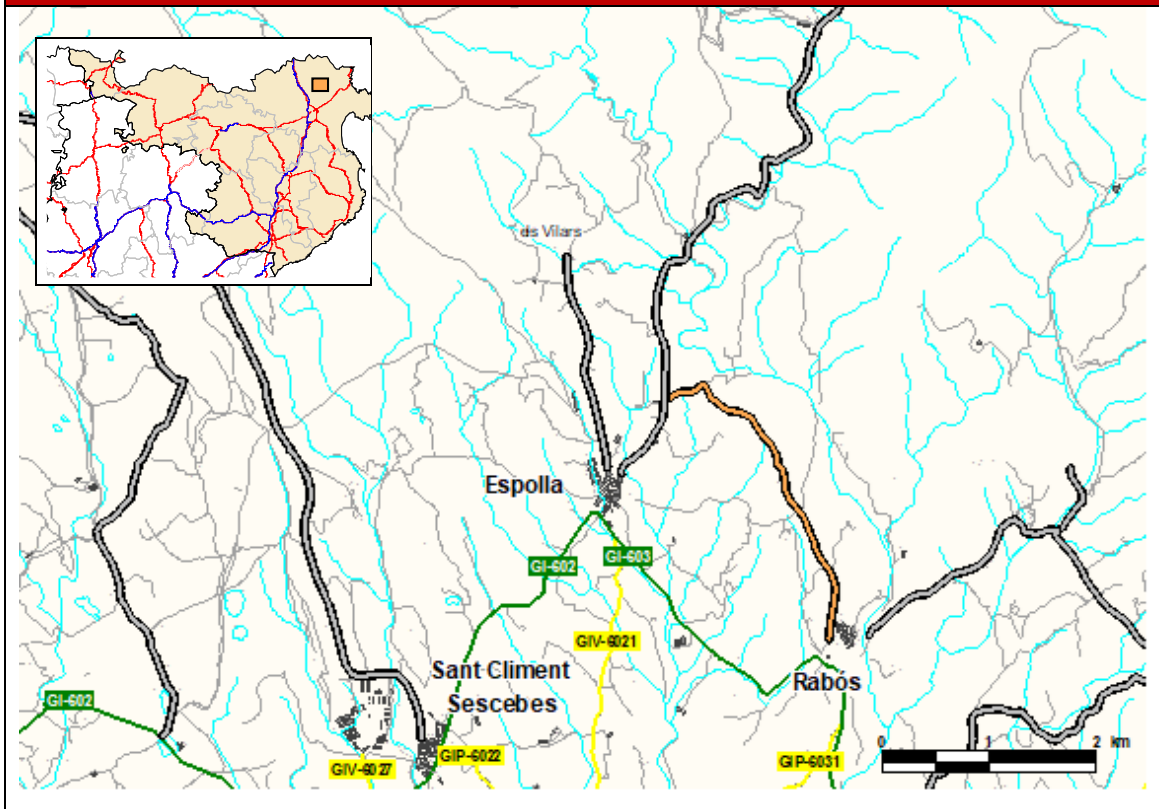 els Vilars
Espolla
GI-602
GI-603
GIV-6021
Sant Climent
Sescebes
Rabós
GI-602
GIP-6022
GIV-6027
GIP-6031
0 1 2 km